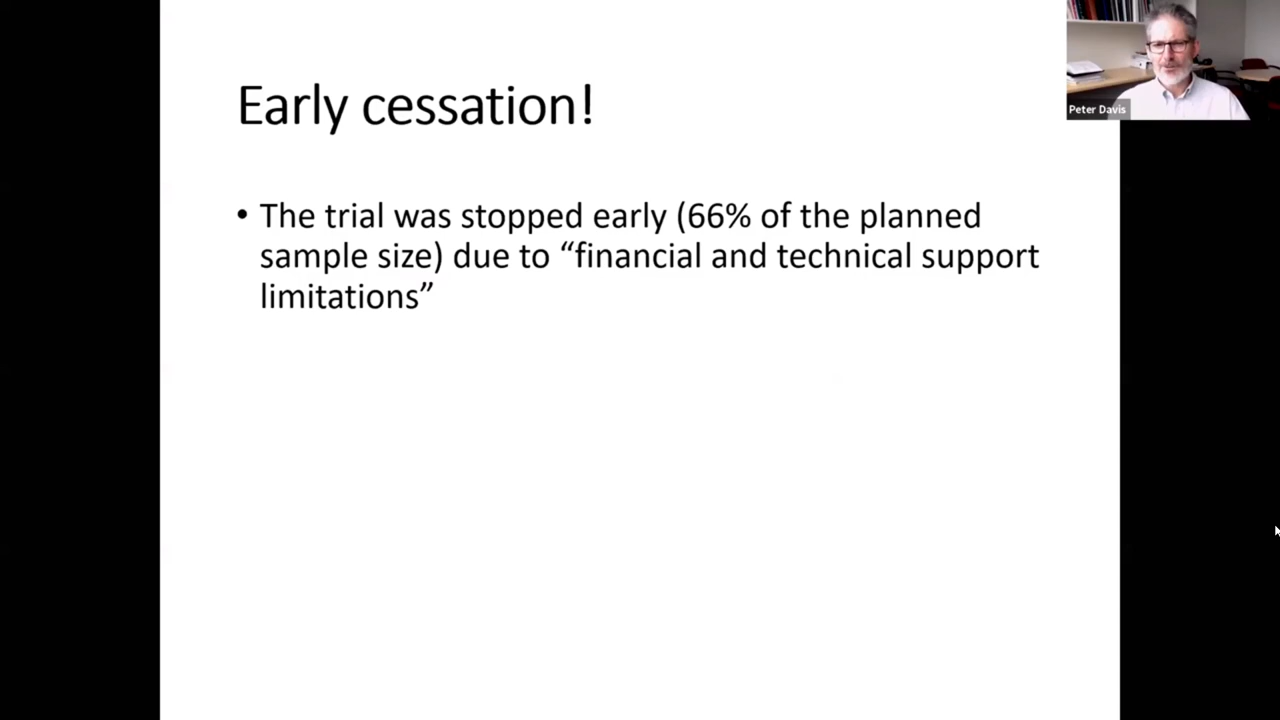 Early cessation!
• The trial was stopped early (66% of the planned
sample size) due to “financial and technical support
limitations”
Peter Davis